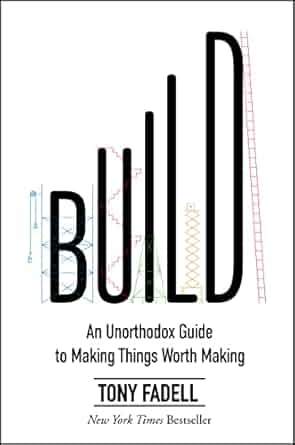 BUILD
An Unorthodox Guide
to Making Things Worth Making
TONY FADELL
New York Times Bestseller